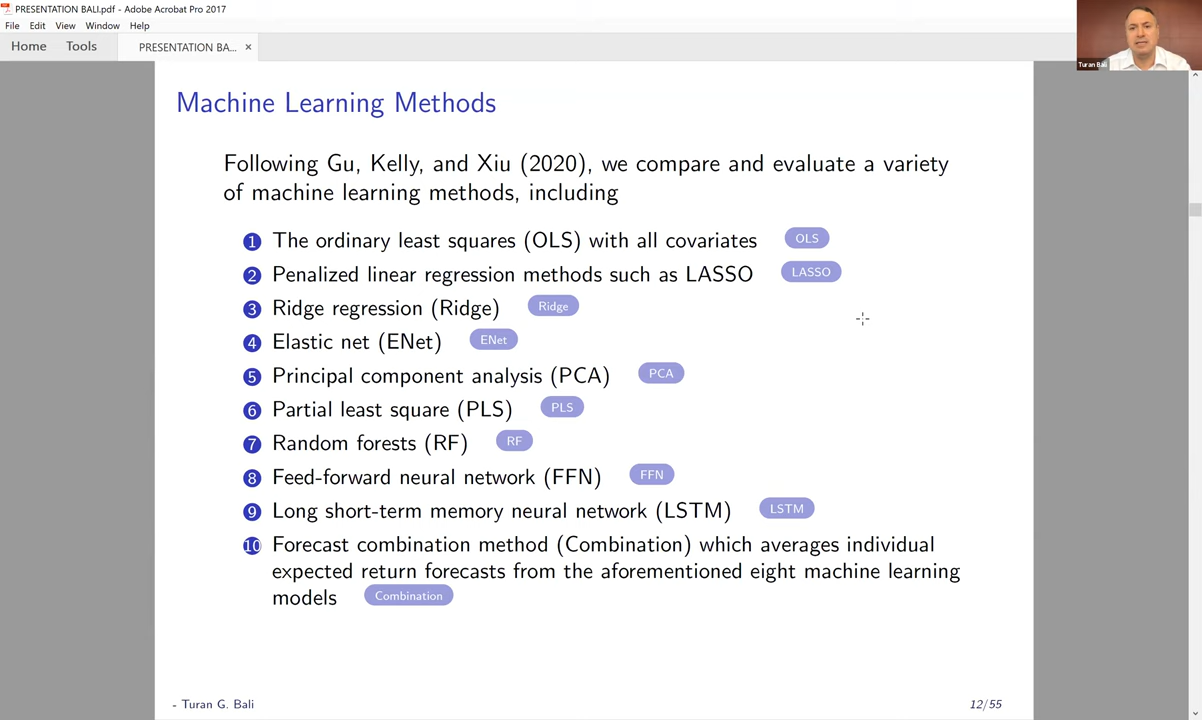 PRESENTATION BALI.pdf - Adobe Acrobat Pro 2017
File Edit View Window Help
Home Tools PRESENTATION BA... ×
Turan Bali
Machine Learning Methods
Following Gu, Kelly, and Xiu (2020), we compare and evaluate a variety
of machine learning methods, including
1 The ordinary least squares (OLS) with all covariates OLS
2 Penalized linear regression methods such as LASSO LASSO
3 Ridge regression (Ridge) Ridge
4 Elastic net (ENet) ENet
5 Principal component analysis (PCA) PCA
6 Partial least square (PLS) PLS
7 Random forests (RF) RF
8 Feed-forward neural network (FFN) FFN
9 Long short-term memory neural network (LSTM) LSTM
10 Forecast combination method (Combination) which averages individual
expected return forecasts from the aforementioned eight machine learning
models Combination
- Turan G. Bali 12/55